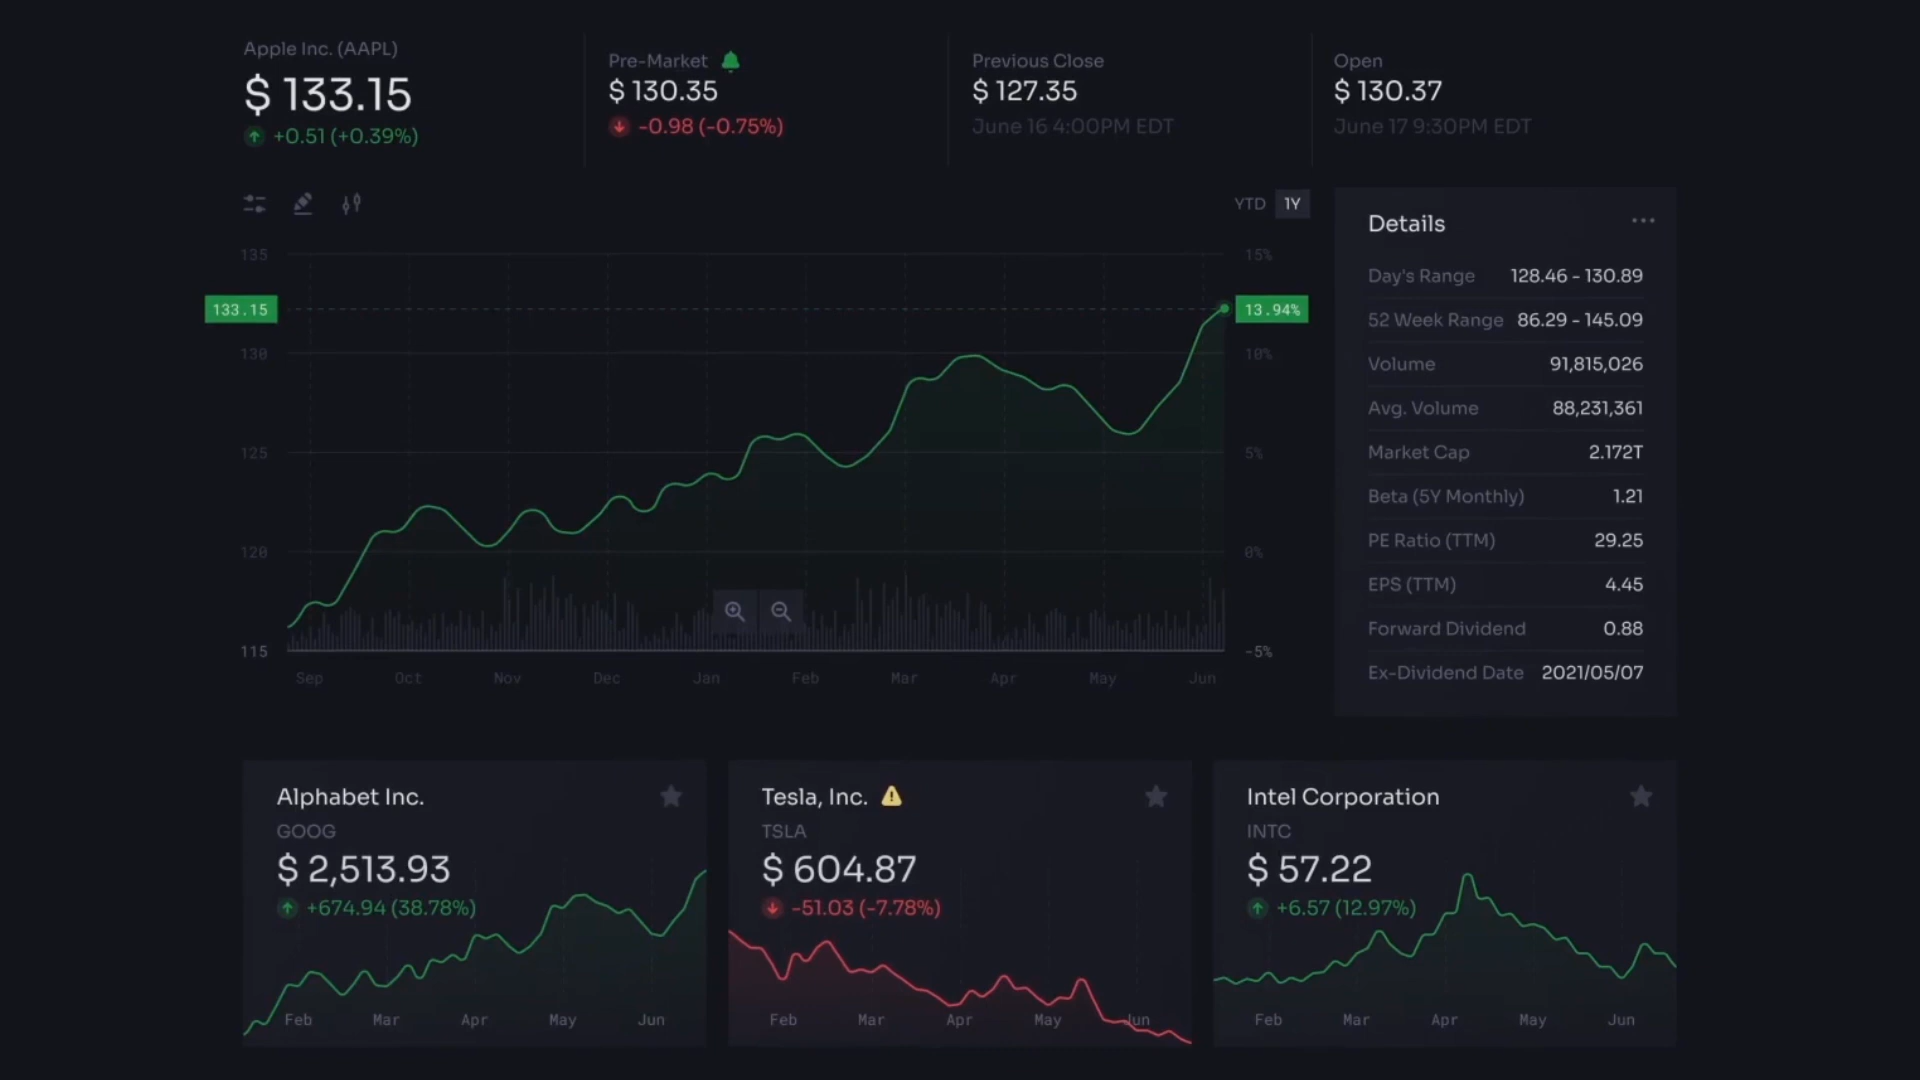 Apple Inc. (AAPL)
$ 133.15
+0.51 (+0.39%)
Pre-Market
$ 130.35
-0.98 (-0.75%)
Previous Close
$ 127.35
June 16 4:00PM EDT
Open
$ 130.37
June 17 9:30PM EDT
YTD 1Y
135
133.15
130
125
120
115
15%
13.94%
10%
5%
0%
-5%
Sep Oct Nov Dec Jan Feb Mar Apr May Jun
Details
Day's Range 128.46 - 130.89
52 Week Range 86.29 - 145.09
Volume 91,815,026
Avg. Volume 88,231,361
Market Cap 2.172T
Beta (5Y Monthly) 1.21
PE Ratio (TTM) 29.25
EPS (TTM) 4.45
Forward Dividend 0.88
Ex-Dividend Date 2021/05/07
Alphabet Inc.
GOOG
$ 2,513.93
+674.94 (38.78%)
Feb Mar Apr May Jun
Tesla, Inc.
TSLA
$ 604.87
-51.03 (-7.78%)
Feb Mar Apr May Jun
Intel Corporation
INTC
$ 57.22
+6.57 (12.97%)
Feb Mar Apr May Jun